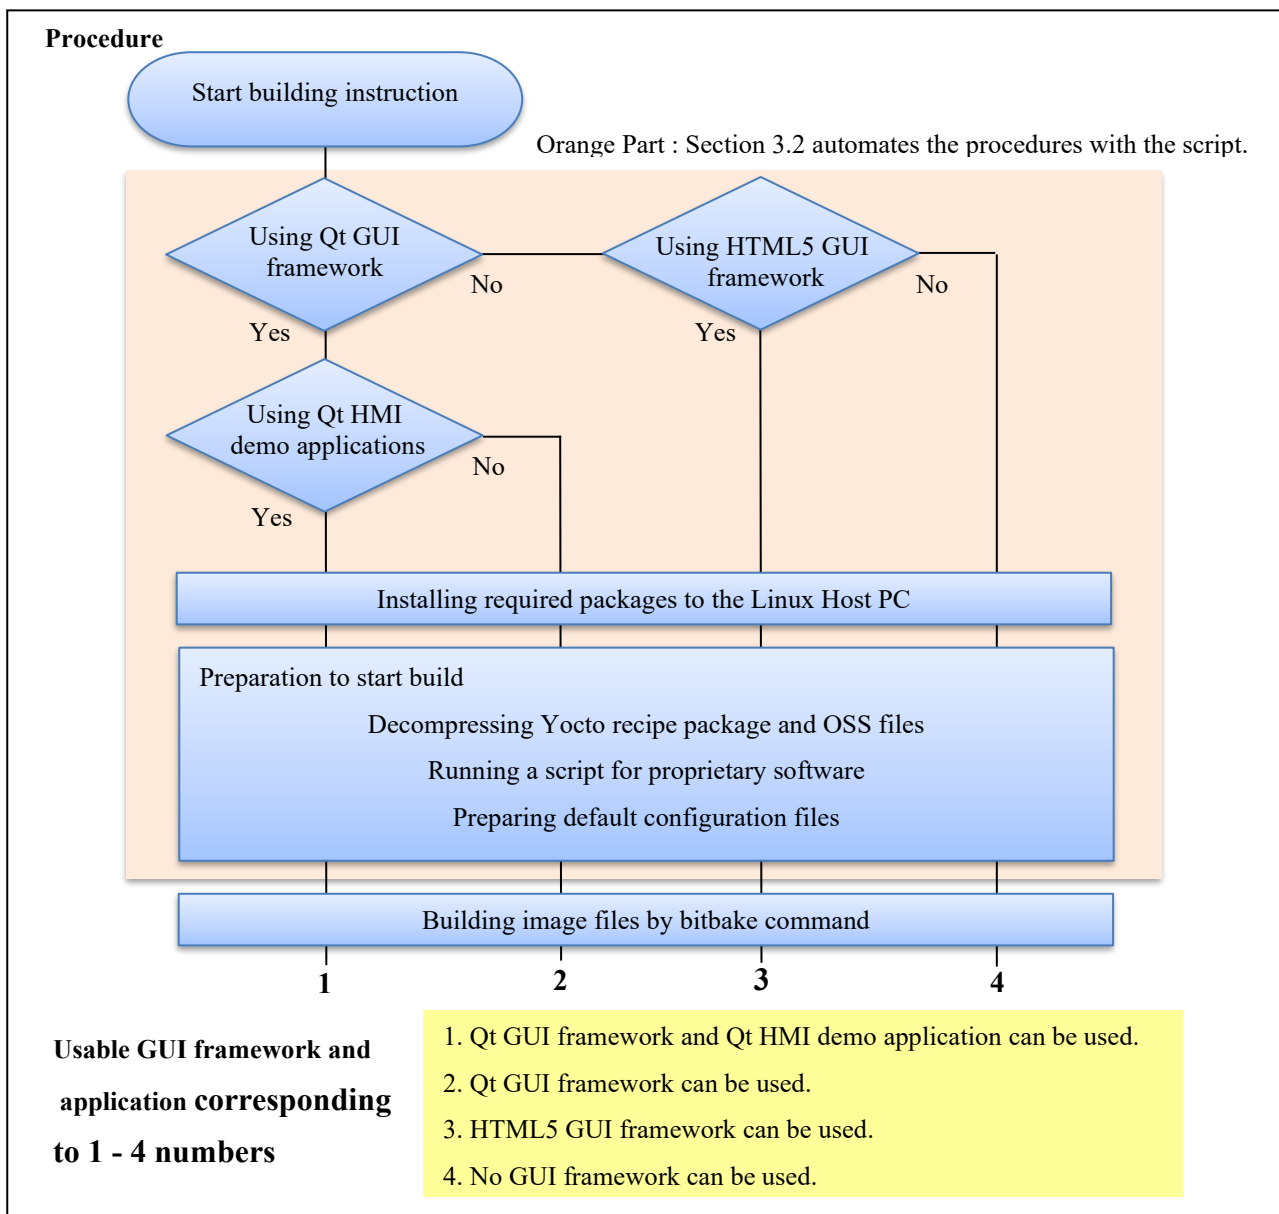 Procedure
Start building instruction
Orange Part : Section 3.2 automates the procedures with the script.
Using Qt GUI
framework
Using HTML5 GUI
framework
No
No
Yes
Yes
Using Qt HMI
demo applications
No
Yes
Installing required packages to the Linux Host PC
Preparation to start build
Decompressing Yocto recipe package and OSS files
Running a script for proprietary software
Preparing default configuration files
Building image files by bitbake command
1 2 3 4
Usable GUI framework and
application corresponding
to 1 - 4 numbers
1. Qt GUI framework and Qt HMI demo application can be used.
2. Qt GUI framework can be used.
3. HTML5 GUI framework can be used.
4. No GUI framework can be used.